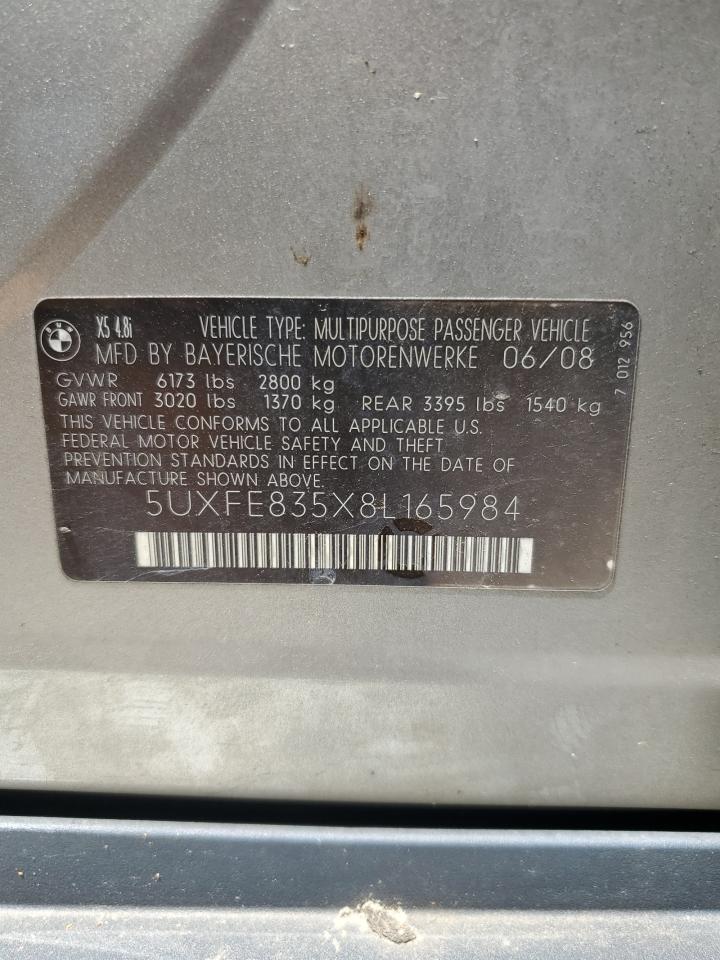 BMW
X5 4.8i VEHICLE TYPE: MULTIPURPOSE PASSENGER VEHICLE
MFD BY BAYERISCHE MOTORENWERKE 06/08
GVWR 6173 lbs 2800 kg
GAWR FRONT 3020 lbs 1370 kg REAR 3395 lbs 1540 kg
THIS VEHICLE CONFORMS TO ALL APPLICABLE U.S.
FEDERAL MOTOR VEHICLE SAFETY AND THEFT
PREVENTION STANDARDS IN EFFECT ON THE DATE OF
MANUFACTURE SHOWN ABOVE.
5UXFE835X8L165984
7 012 956